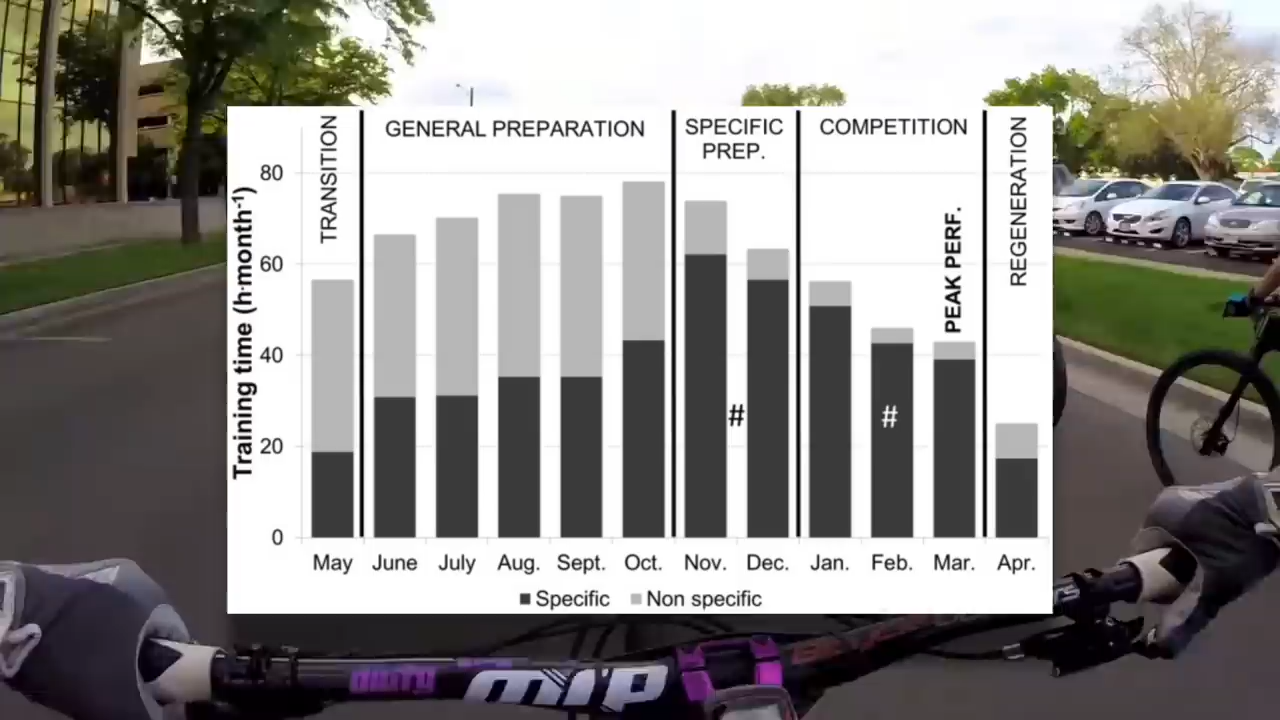 TRANSITION
GENERAL PREPARATION
SPECIFIC
PREP.
COMPETITION
REGENERATION
PEAK PERF.
Training time (h·month⁻¹)
80
60
40
20
0
#
#
May June July Aug. Sept. Oct. Nov. Dec. Jan. Feb. Mar. Apr.
Specific Non specific
mrp